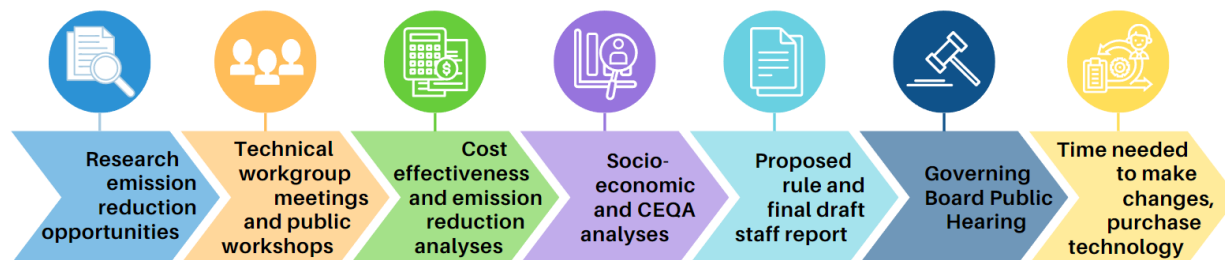 Research
emission
reduction
opportunities
Technical
workgroup
meetings
and public
workshops
Cost
effectiveness
and emission
reduction
analyses
Socio-
economic
and CEQA
analyses
Proposed
rule and
final draft
staff report
Governing
Board Public
Hearing
Time needed
to make
changes,
purchase
technology